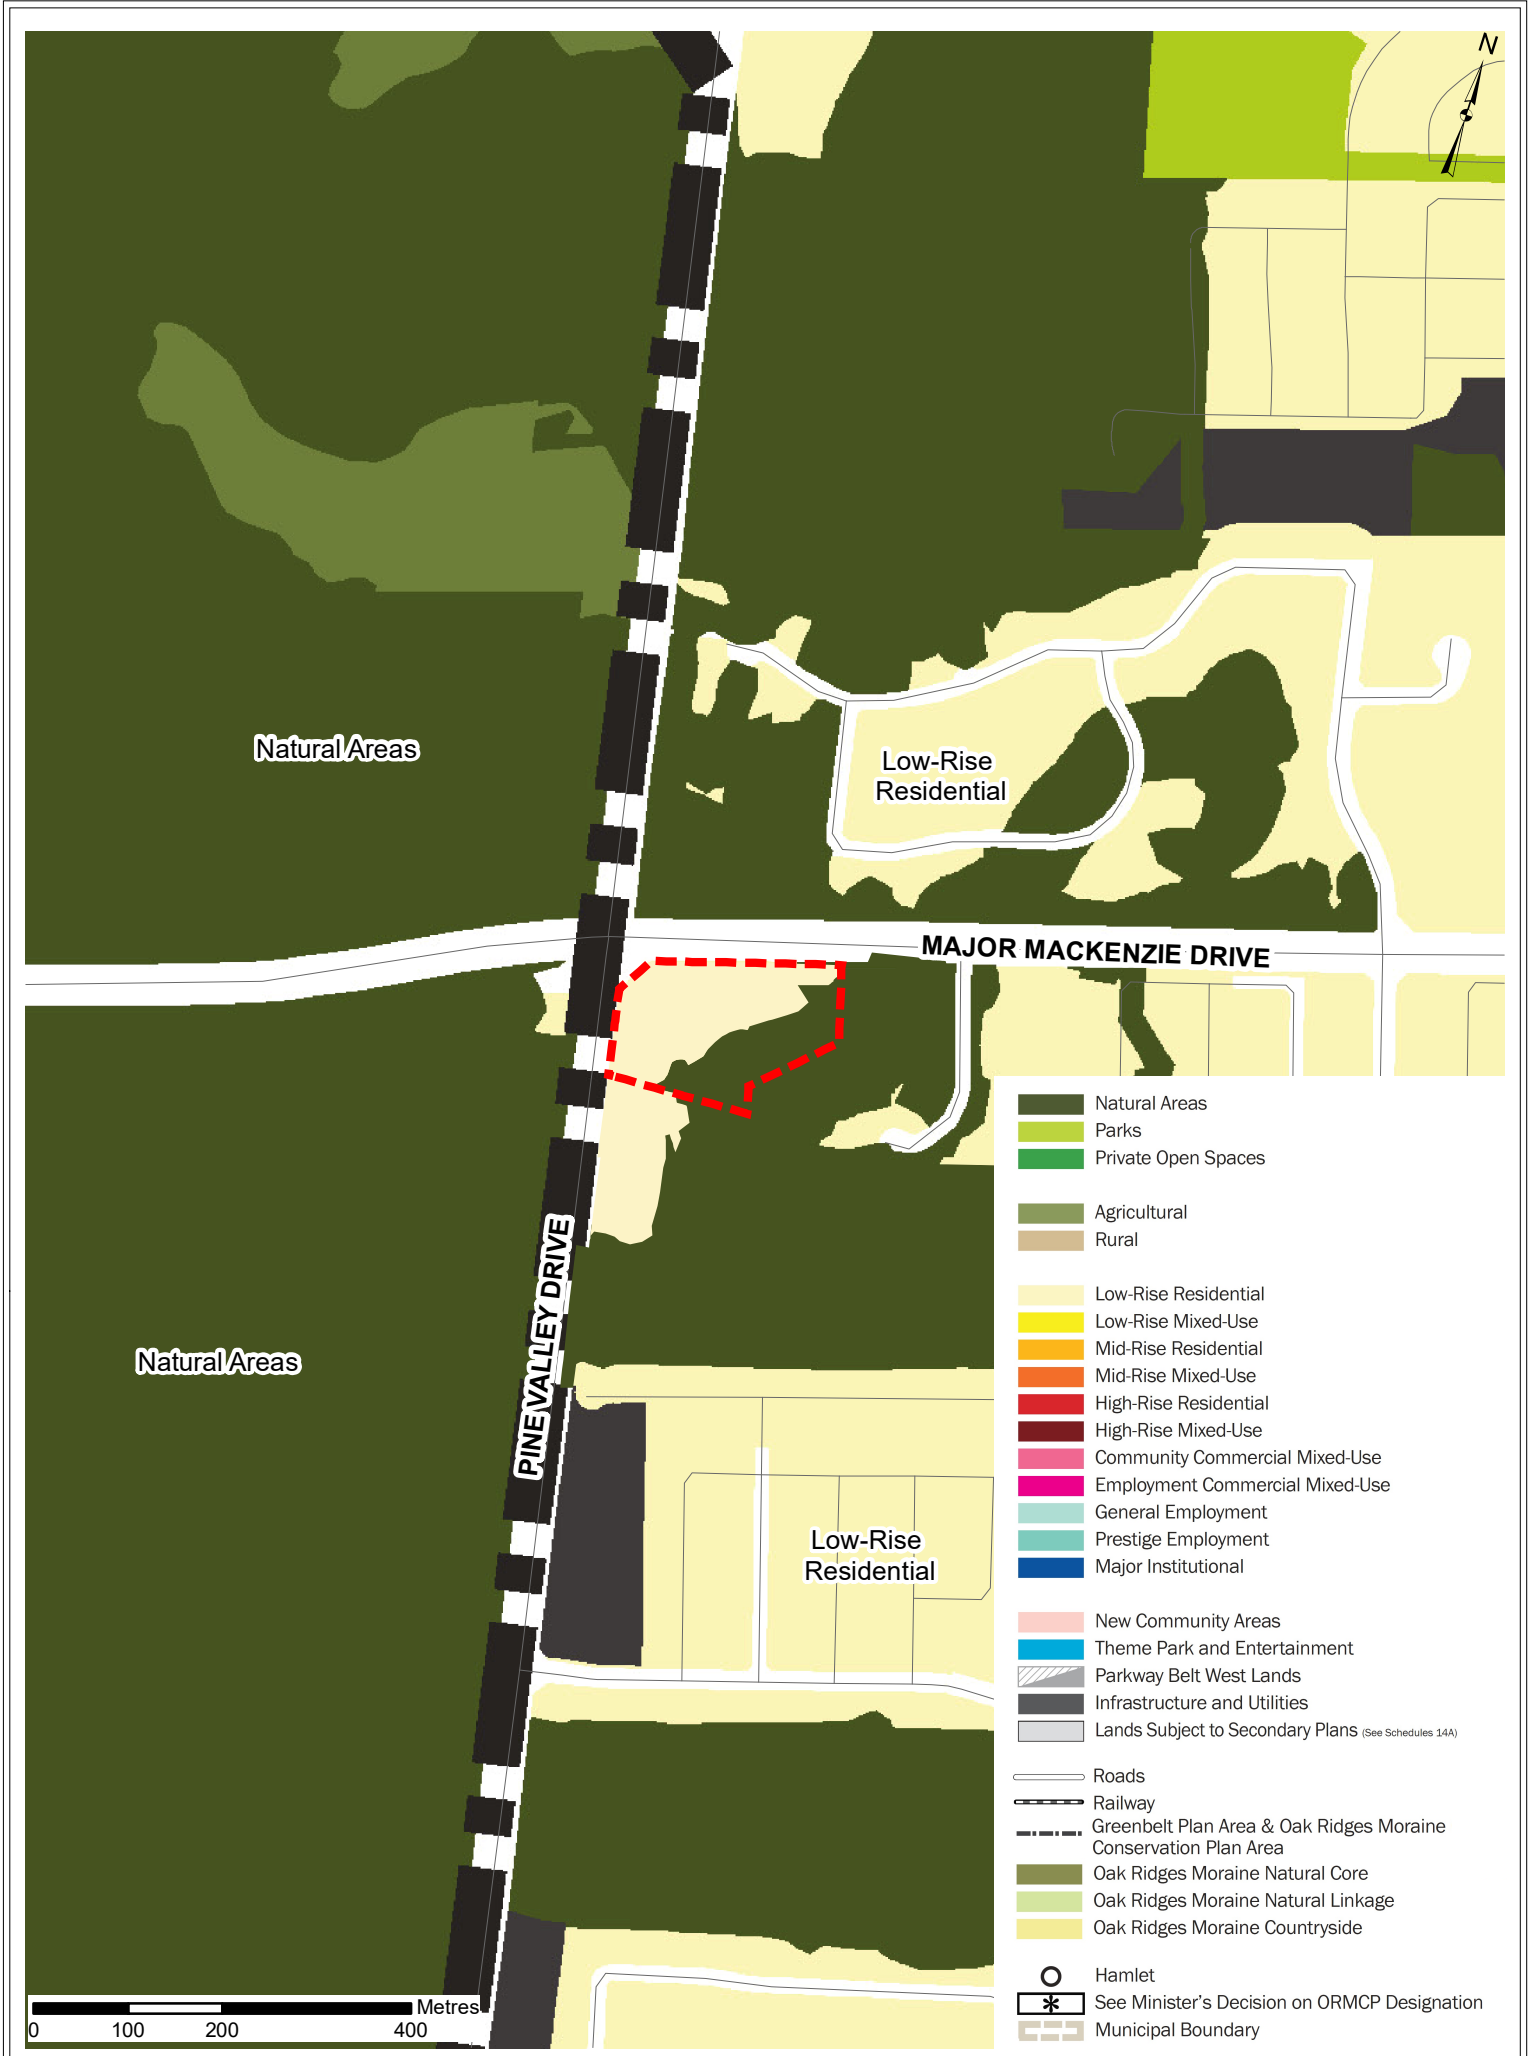 N
Natural Areas
Low-Rise
Residential
MAJOR MACKENZIE DRIVE
PINE VALLEY DRIVE
Natural Areas
Low-Rise
Residential
Natural Areas
Parks
Private Open Spaces
Agricultural
Rural
Low-Rise Residential
Low-Rise Mixed-Use
Mid-Rise Residential
Mid-Rise Mixed-Use
High-Rise Residential
High-Rise Mixed-Use
Community Commercial Mixed-Use
Employment Commercial Mixed-Use
General Employment
Prestige Employment
Major Institutional
New Community Areas
Theme Park and Entertainment
Parkway Belt West Lands
Infrastructure and Utilities
Lands Subject to Secondary Plans (See Schedules 14A)
Roads
Railway
Greenbelt Plan Area & Oak Ridges Moraine
Conservation Plan Area
Oak Ridges Moraine Natural Core
Oak Ridges Moraine Natural Linkage
Oak Ridges Moraine Countryside
Hamlet
See Minister's Decision on ORMCP Designation
Municipal Boundary
Metres
0 100 200 400